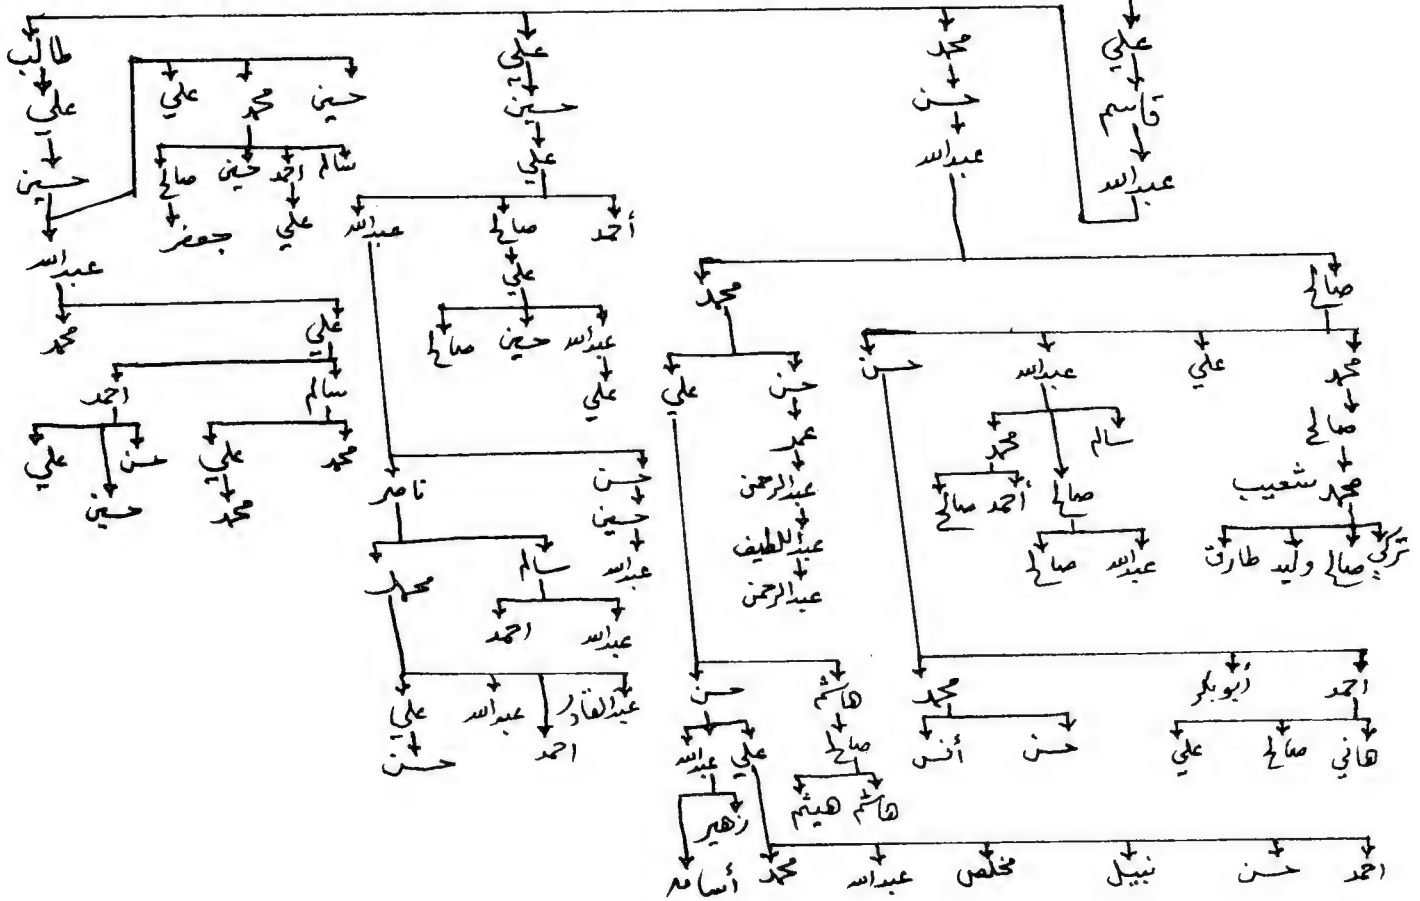 علي محمد علي طالب
حسين محمد علي
قاسم حسن حسين علي
عبدالله عبدالله علي حسين
سالم احمد حسين صالح
علي جعفر
أحمد صالح عبدالله
عبدالله
صالح محمد
علي
علي محمد
عبدالله حسين صالح
محمد علي عبدالله حسن
حسن علي
علي
سالم احمد
صالح
سالم محمد
عمر
محمد علي
حسن حسين علي
محمد شعيب
أحمد صالح
صالح
عبدالرحمن
حسن ناصر
محمد
حسين
تركي صالح وليد طارق
عبدالله صالح
عبداللطيف
عبدالله
سالم محمد
عبدالرحمن
عبدالله احمد
احمد أبوبكر محمد
هاشم حسن
عبدالقادر احمد عبدالله علي
حسن
هاني صالح علي
حسن أنس
صالح
علي عبدالله
هاشم هيثم
زهير
أسامه
احمد حسن نبيل مخلص عبدالله محمد